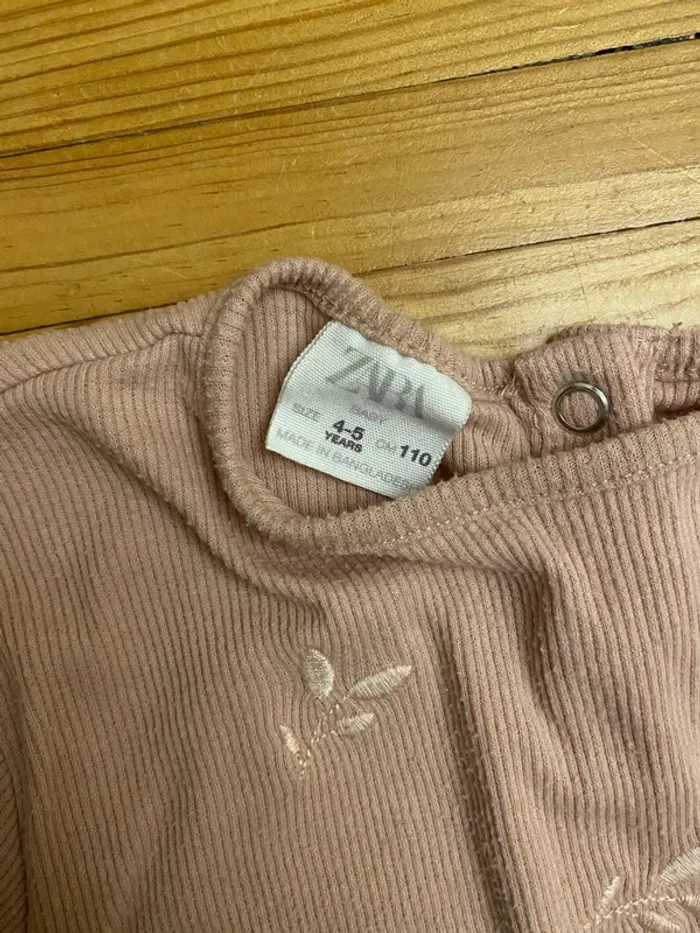 ZARA
BABY
SIZE 4-5 YEARS CM 110
MADE IN BANGLADESH